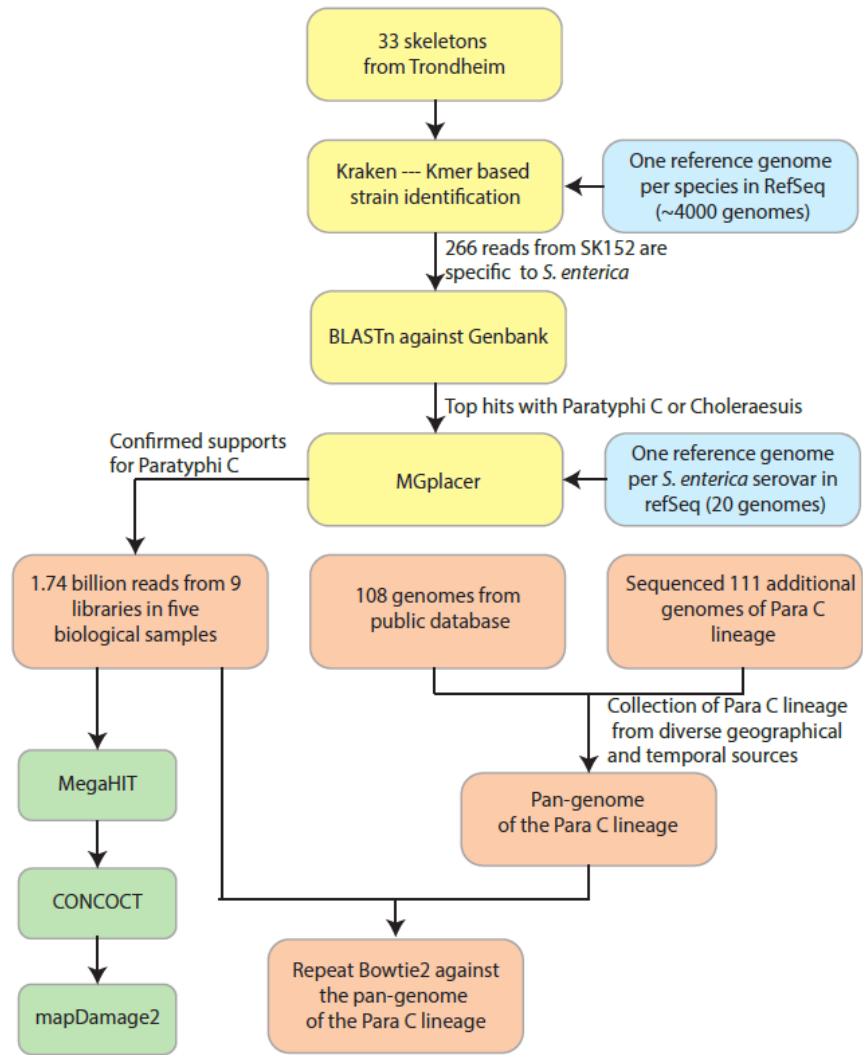 33 skeletons
from Trondheim
Kraken --- Kmer based
strain identification
One reference genome
per species in RefSeq
(~4000 genomes)
266 reads from SK152 are
specific to S. enterica
BLASTn against Genbank
Top hits with Paratyphi C or Choleraesuis
Confirmed supports
for Paratyphi C
MGplacer
One reference genome
per S. enterica serovar in
refSeq (20 genomes)
1.74 billion reads from 9
libraries in five
biological samples
108 genomes from
public database
Sequenced 111 additional
genomes of Para C
lineage
Collection of Para C lineage
from diverse geographical
and temporal sources
MegaHIT
Pan-genome
of the Para C lineage
CONCOCT
Repeat Bowtie2 against
the pan-genome
of the Para C lineage
mapDamage2